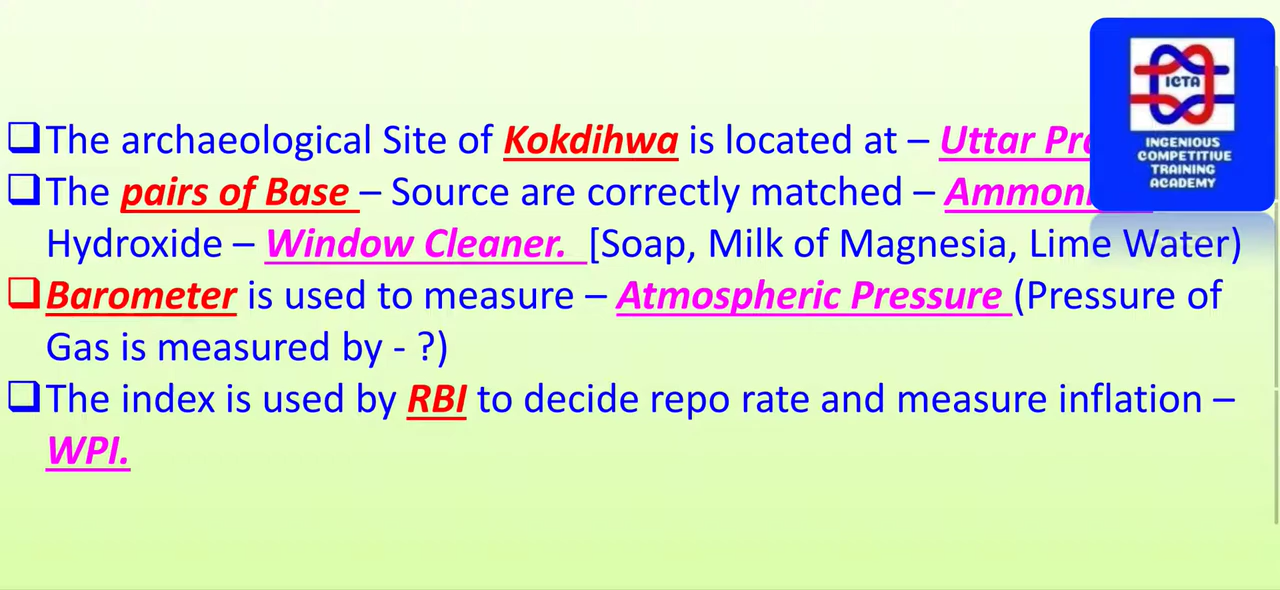 ❑The archaeological Site of Kokdihwa is located at – Uttar
❑The pairs of Base – Source are correctly matched –
Hydroxide – Window Cleaner. [Soap, Milk of Magnesia, Lime Water)
❑Barometer is used to measure – Atmospheric Pressure (Pressure of
Gas is measured by - ?)
❑The index is used by RBI to decide repo rate and measure inflation –
WPI.
ICTA
INGENIOUS
COMPETITIVE
TRAINING
ACADEMY